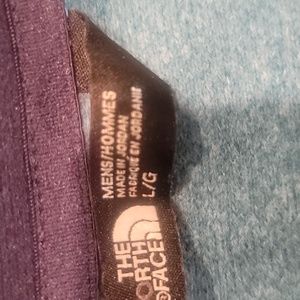 MENS/HOMMES
MADE IN JORDAN
FABRIQUÉ EN JORDANIE
L/G
THE
NORTH
FACE